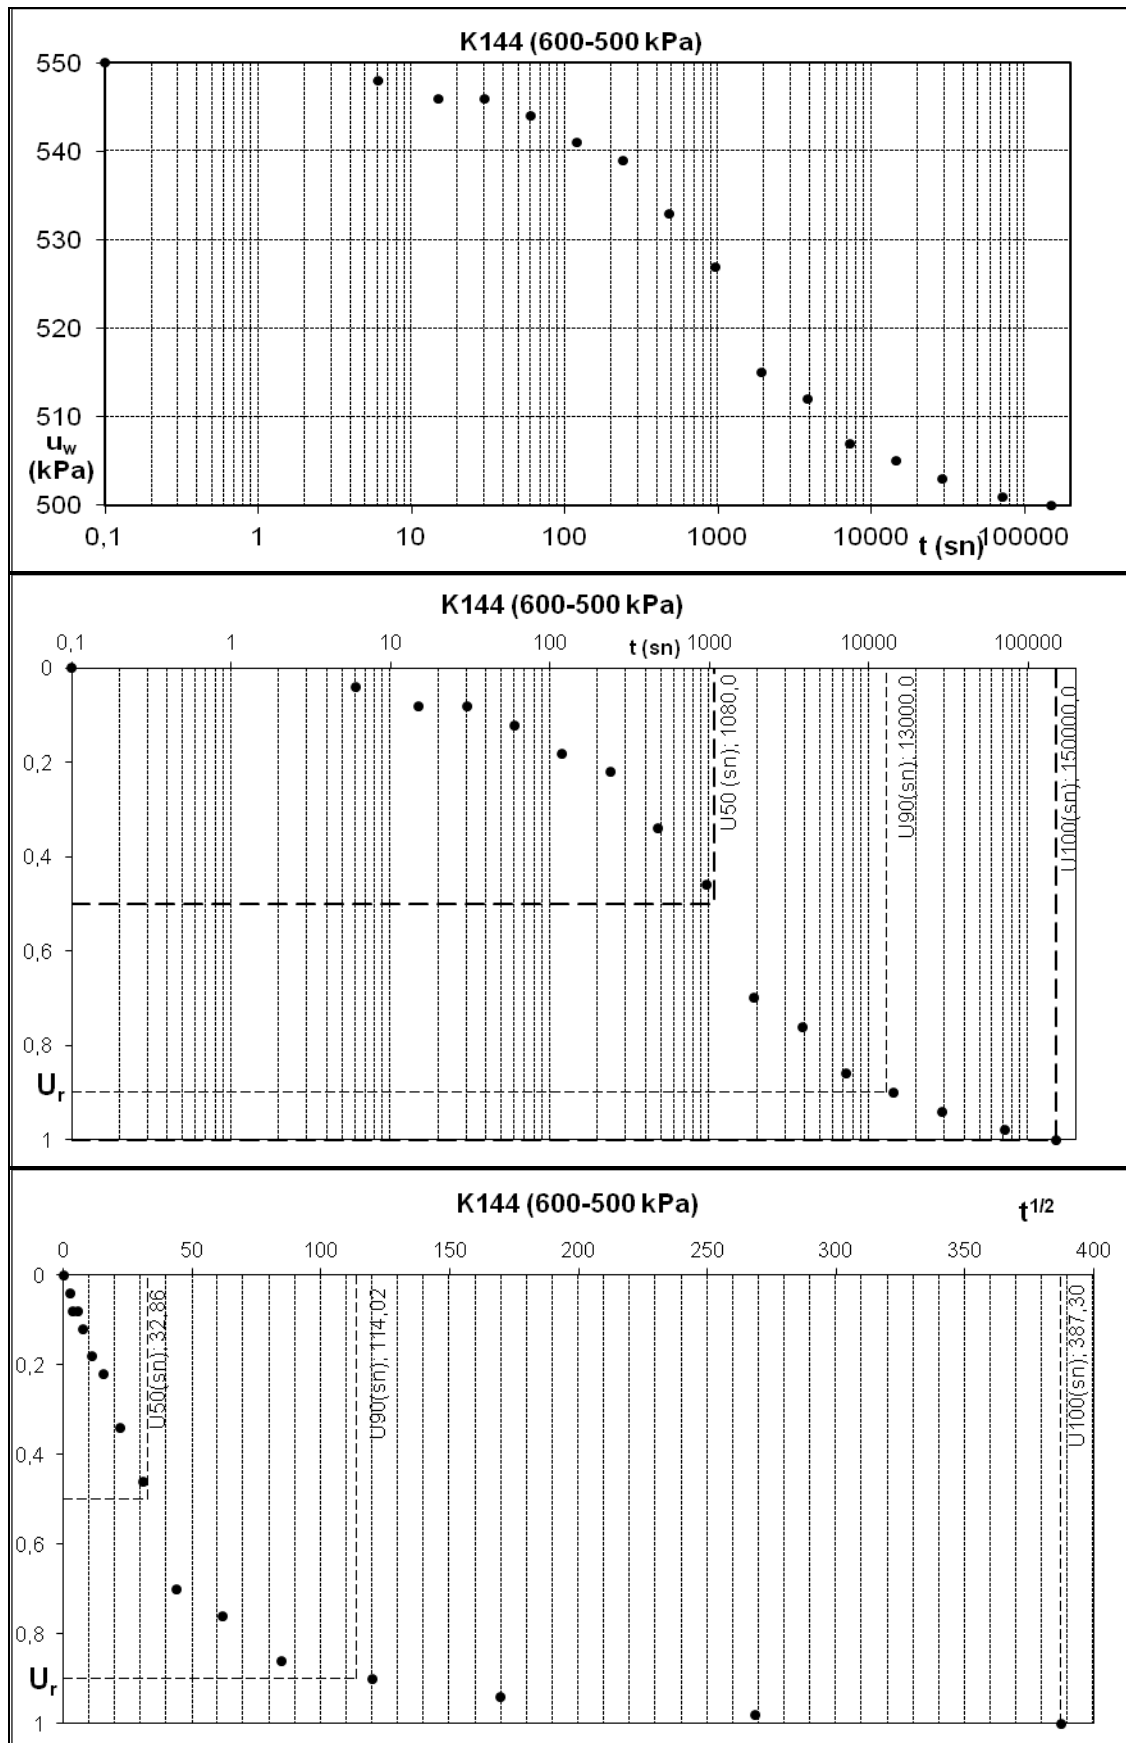 K144 (600-500 kPa)
550
540
530
520
510
u_w
(kPa)
500
0,1 1 10 100 1000 10000 t (sn) 100000
K144 (600-500 kPa)
0,1 1 10 100 t (sn) 1000 10000 100000
0
0,2
0,4
0,6
0,8
U_r
1
U50 (sn); 1080,0
U90(sn); 13000,0
U100(sn); 150000,0
K144 (600-500 kPa) t^1/2
0 50 100 150 200 250 300 350 400
0
0,2
0,4
0,6
0,8
U_r
1
U50(sn); 32,86
U90(sn); 114,02
U100(sn); 387,30